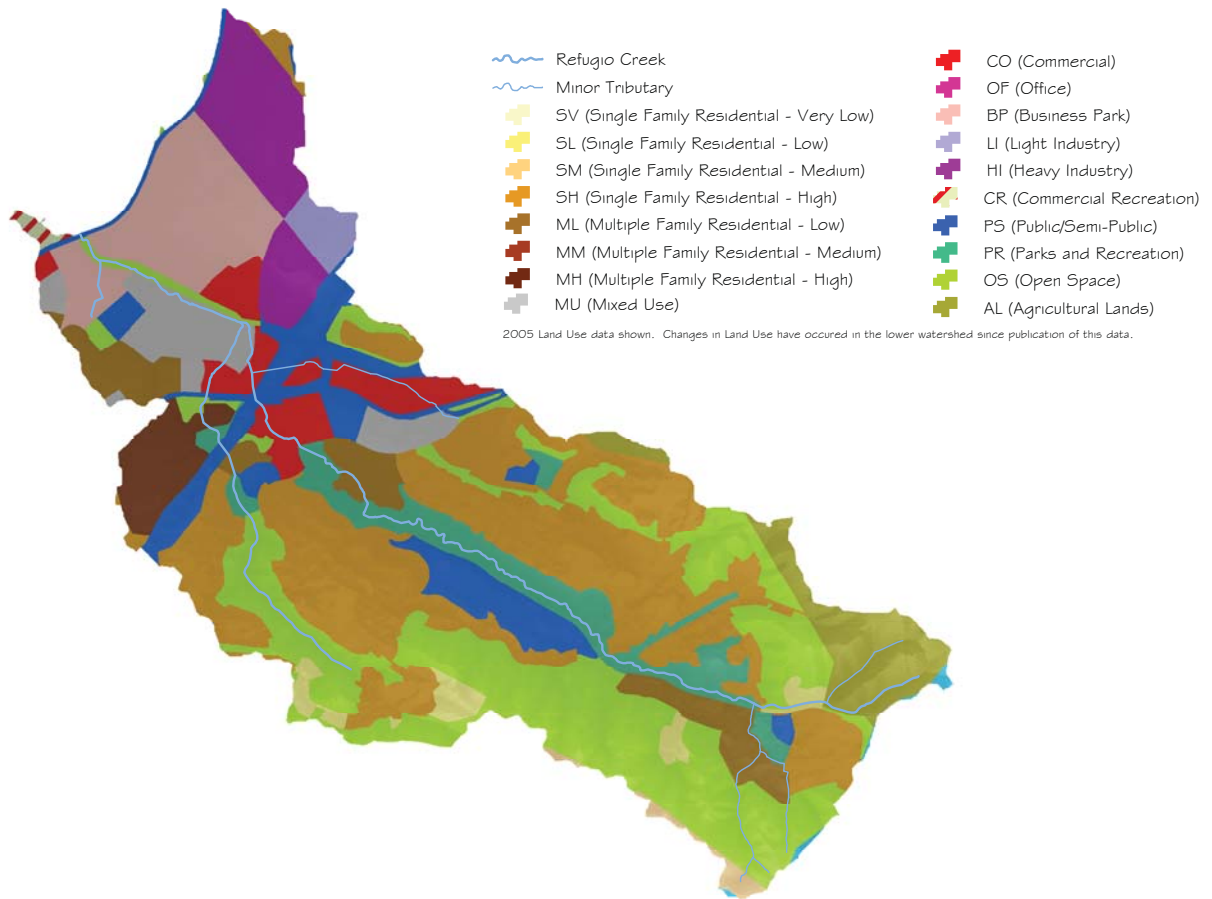 Refugio Creek
Minor Tributary
SV (Single Family Residential - Very Low)
SL (Single Family Residential - Low)
SM (Single Family Residential - Medium)
SH (Single Family Residential - High)
ML (Multiple Family Residential - Low)
MM (Multiple Family Residential - Medium)
MH (Multiple Family Residential - High)
MU (Mixed Use)
CO (Commercial)
OF (Office)
BP (Business Park)
LI (Light Industry)
HI (Heavy Industry)
CR (Commercial Recreation)
PS (Public/Semi-Public)
PR (Parks and Recreation)
OS (Open Space)
AL (Agricultural Lands)
2005 Land Use data shown. Changes in Land Use have occured in the lower watershed since publication of this data.